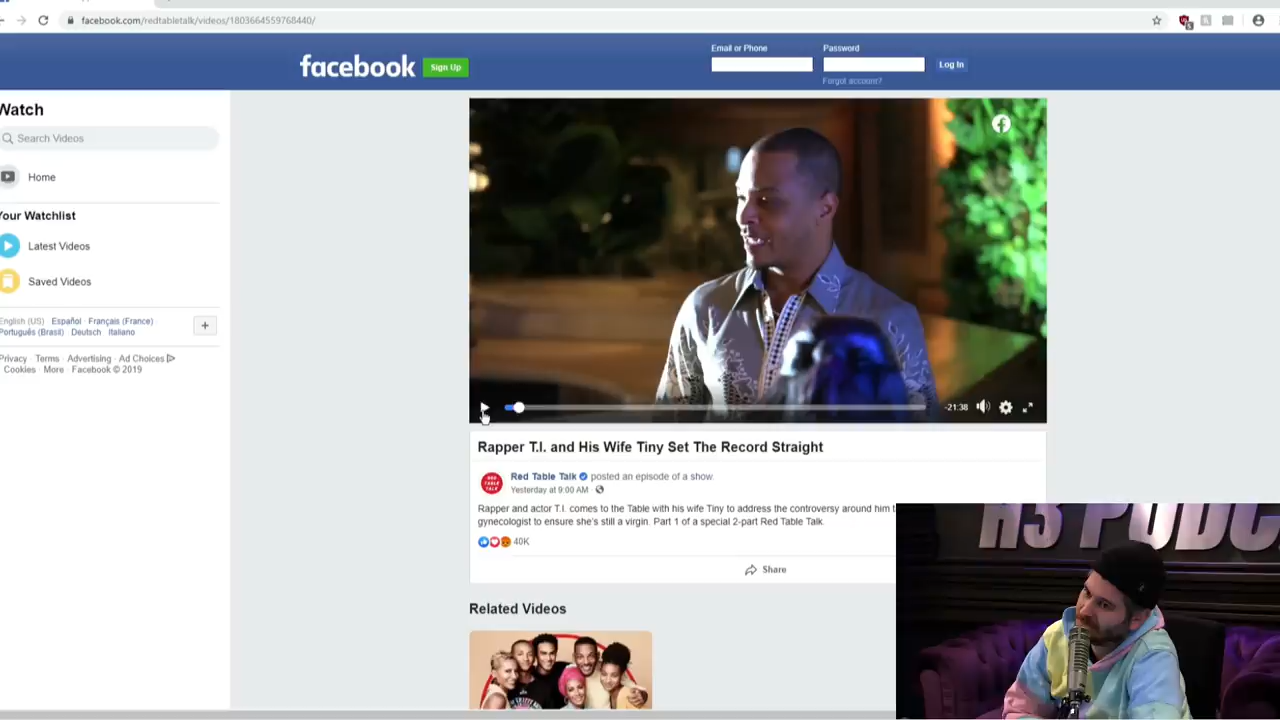 facebook.com/redtabletalk/videos/1803664559768440/
Email or Phone
Password
facebook
Sign Up
Log In
Forgot account?
Watch
Search Videos
Home
Your Watchlist
Latest Videos
Saved Videos
English (US) · Español · Français (France) ·
Português (Brasil) · Deutsch · Italiano
+
Privacy · Terms · Advertising · Ad Choices
Cookies · More · Facebook © 2019
-21:38
Rapper T.I. and His Wife Tiny Set The Record Straight
RED TABLE TALK
Red Table Talk posted an episode of a show.
Yesterday at 9:00 AM ·
Rapper and actor T.I. comes to the Table with his wife Tiny to address the controversy around him
gynecologist to ensure she's still a virgin. Part 1 of a special 2-part Red Table Talk.
40K
Share
Related Videos
H3 PODC